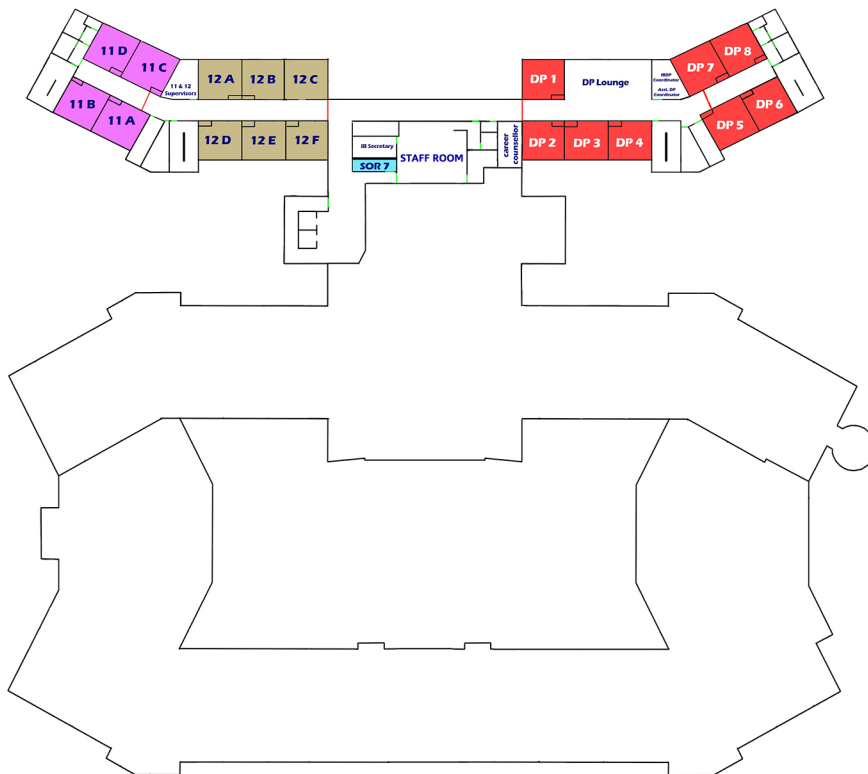 11 D
11 C
11 B
11 A
11 & 12
Supervisors
12 A
12 B
12 C
12 D
12 E
12 F
IB Secretary
SOR 7
STAFF ROOM
career
counsellor
DP 1
DP Lounge
IBDP
Coordinator
Asst. DP
Coordinator
DP 7
DP 8
DP 2
DP 3
DP 4
DP 5
DP 6